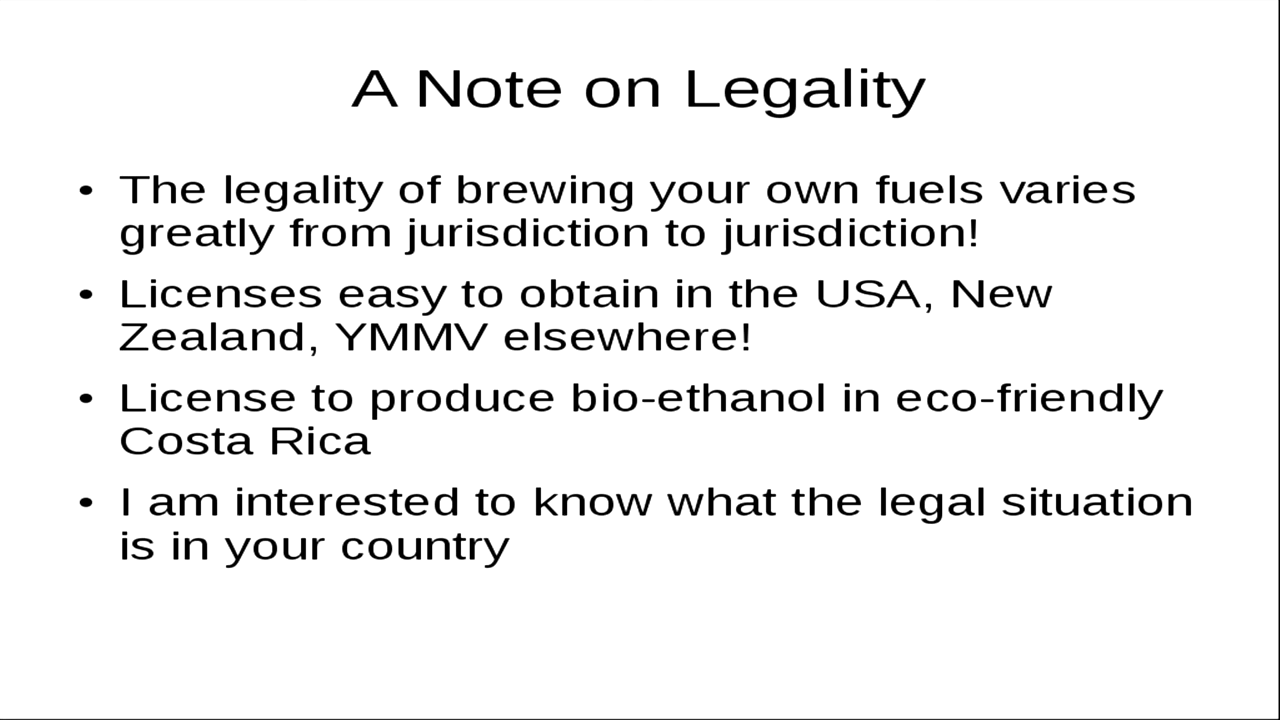 A Note on Legality
• The legality of brewing your own fuels varies
greatly from jurisdiction to jurisdiction!
• Licenses easy to obtain in the USA, New
Zealand, YMMV elsewhere!
• License to produce bio-ethanol in eco-friendly
Costa Rica
• I am interested to know what the legal situation
is in your country